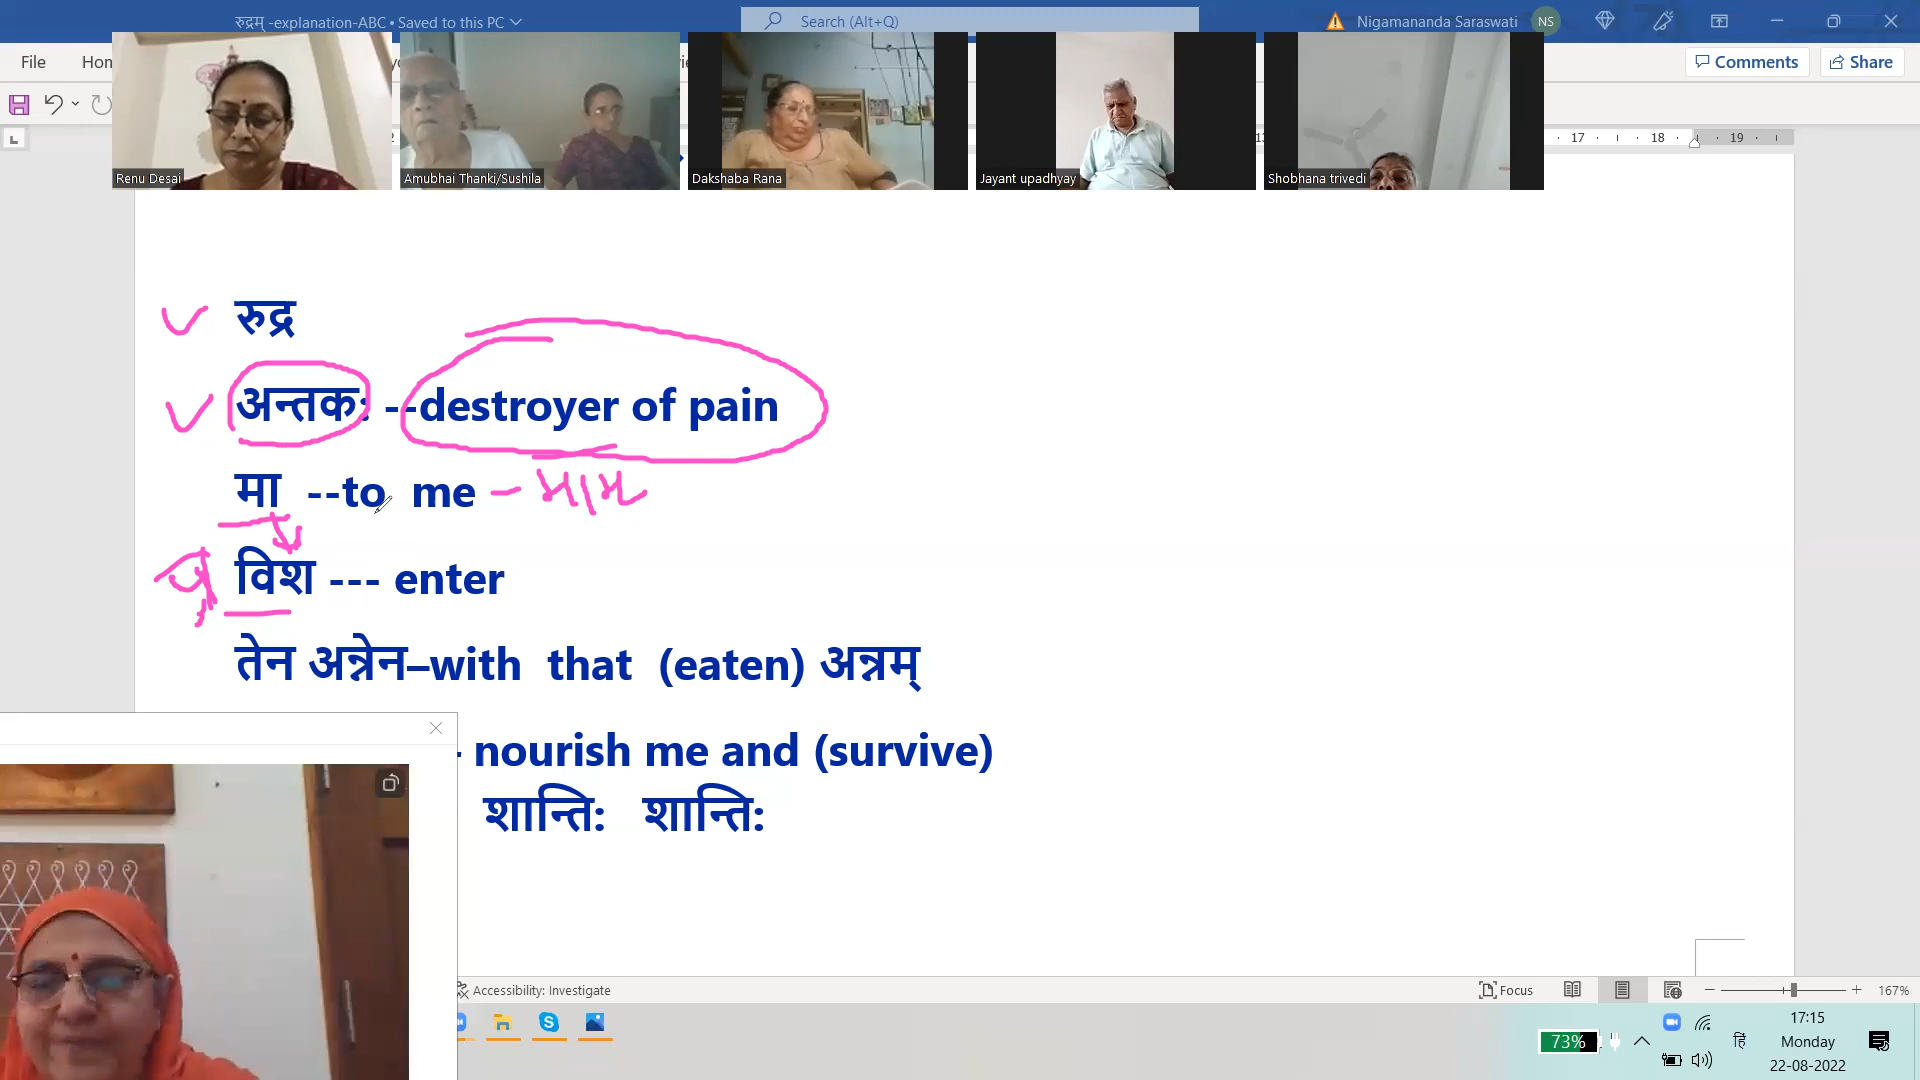 रुद्रम् -explanation-ABC • Saved to this PC
Search (Alt+Q)
Nigamananda Saraswati NS
File
Comments
Share
Renu Desai
Amubhai Thanki/Sushila
Dakshaba Rana
Jayant upadhyay
Shobhana trivedi
17 18 19
रुद्र
अन्तकः --destroyer of pain
मा --to me – माम
प्र विश --- enter
तेन अन्नेन–with that (eaten) अन्नम्
- nourish me and (survive)
शान्तिः शान्तिः
Accessibility: Investigate
Focus
167%
73%
हि
17:15
Monday
22-08-2022